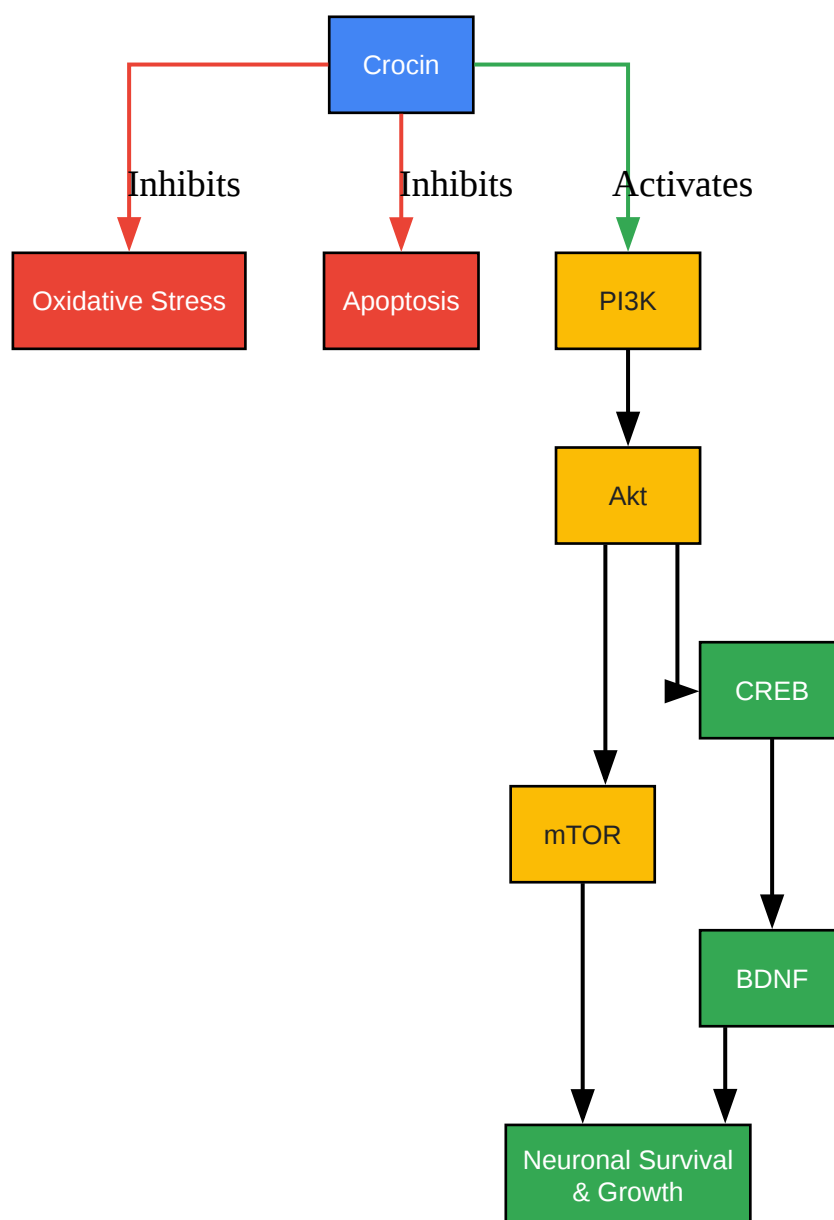 Crocin
Inhibits
Inhibits
Activates
Oxidative Stress
Apoptosis
PI3K
Akt
CREB
mTOR
BDNF
Neuronal Survival
& Growth